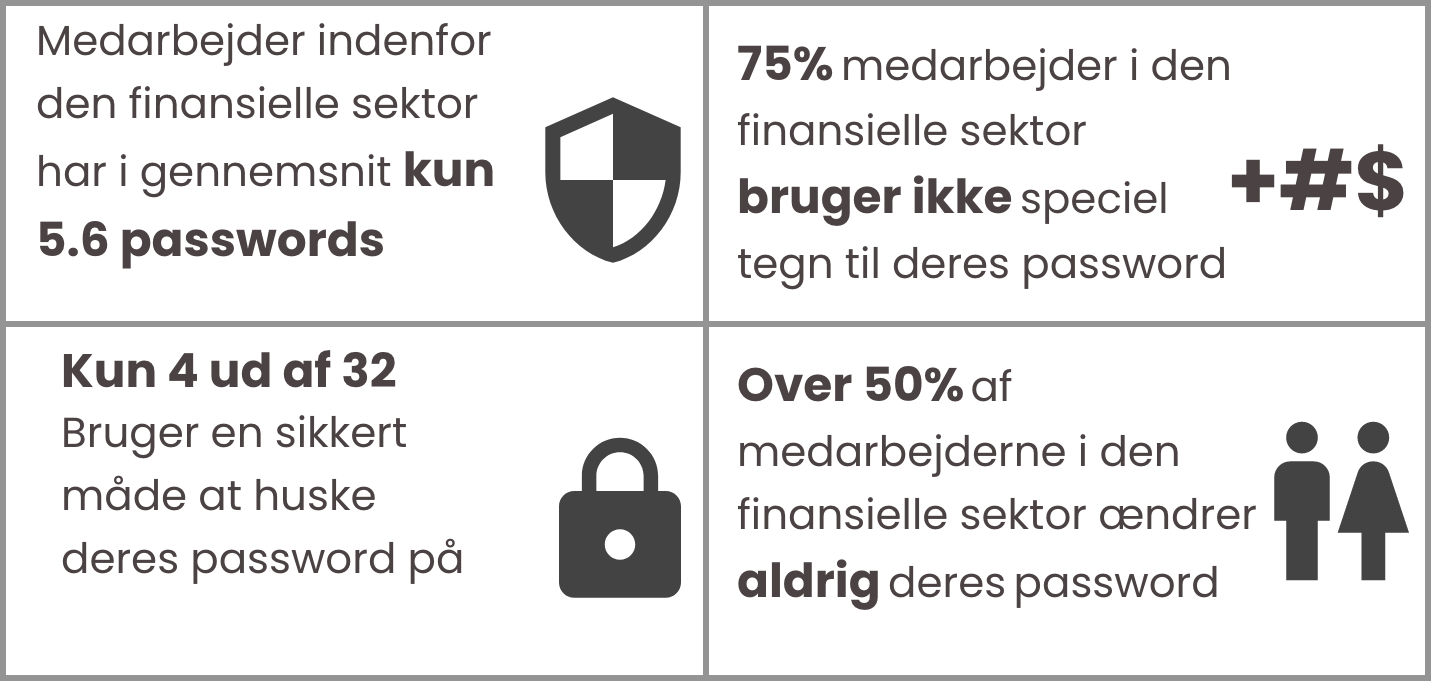 Medarbejder indenfor
den finansielle sektor
har i gennemsnit kun
5.6 passwords
75% medarbejder i den
finansielle sektor
bruger ikke speciel
tegn til deres password
+#$
Kun 4 ud af 32
Bruger en sikkert
måde at huske
deres password på
Over 50% af
medarbejderne i den
finansielle sektor ændrer
aldrig deres password